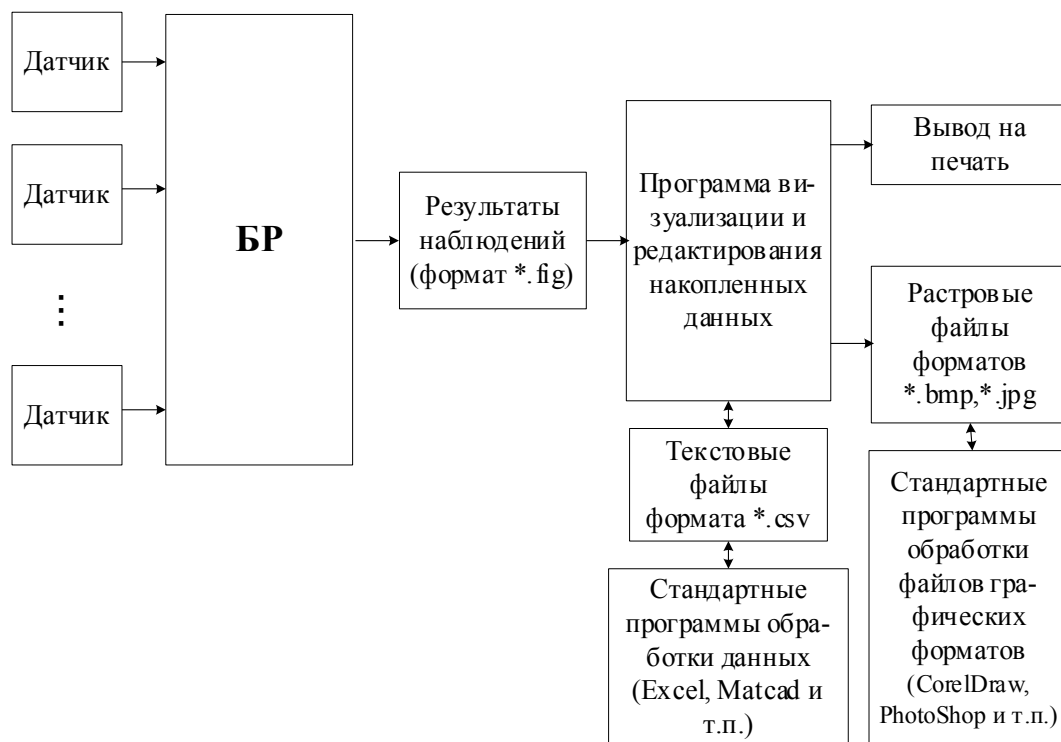 Датчик
Датчик
⋮
Датчик
БР
Результаты
наблюдений
(формат *.fig)
Программа ви-
зуализации и
редактирования
накопленных
данных
Вывод на
печать
Растровые
файлы
форматов
*.bmp,*.jpg
Текстовые
файлы
формата *.csv
Стандартные
программы обра-
ботки данных
(Excel, Matcad и
т.п.)
Стандартные
программы
обработки
файлов гра-
фических
форматов
(CorelDraw,
PhotoShop и т.п.)